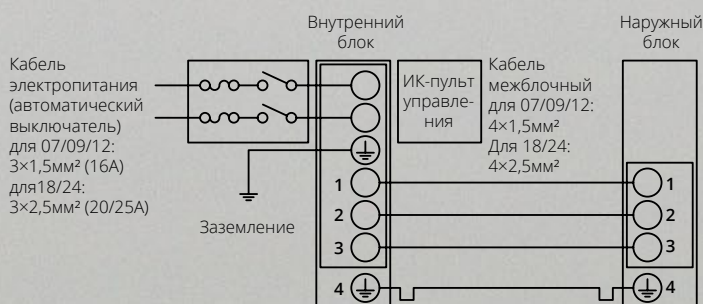 Внутренний
блок
Наружный
блок
Кабель
электропитания
(автоматический
выключатель)
для 07/09/12:
3×1,5мм² (16А)
для18/24:
3×2,5мм² (20/25А)
ИК-пульт
управле-
ния
Кабель
межблочный
для 07/09/12:
4×1,5мм²
Для 18/24:
4×2,5мм²
Заземление
1
2
3
4
1
2
3
4